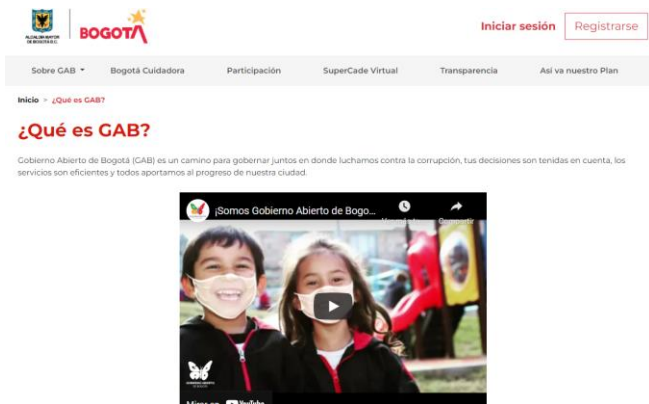 ALCALDÍA MAYOR
DE BOGOTÁ D.C.
BOGOTÁ
Iniciar sesión
Registrarse
Sobre GAB
Bogotá Cuidadora
Participación
SuperCade Virtual
Transparencia
Así va nuestro Plan
Inicio > ¿Qué es GAB?
¿Qué es GAB?
Gobierno Abierto de Bogotá (GAB) es un camino para gobernar juntos en donde luchamos contra la corrupción, tus decisiones son tenidas en cuenta, los
servicios son eficientes y todos aportamos al progreso de nuestra ciudad.
¡Somos Gobierno Abierto de Bogo...
Compartir
GOBIERNO ABIERTO
YouTube